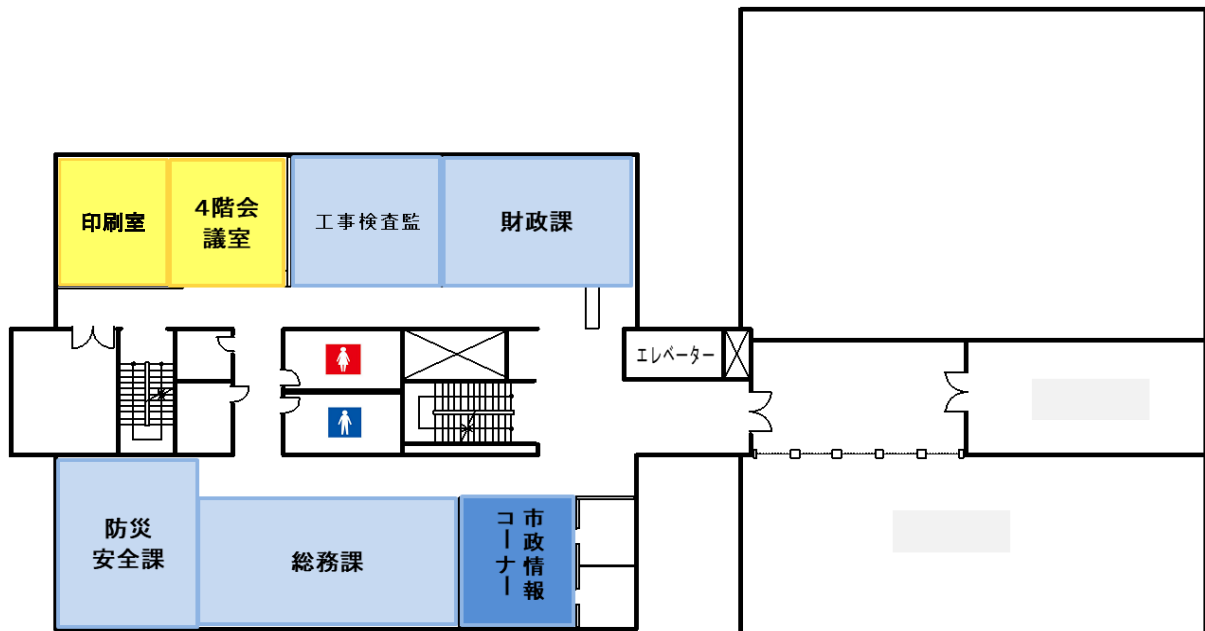 印刷室
4階会
議室
工事検査監
財政課
エレベーター
防災
安全課
総務課
市政情報
コーナー